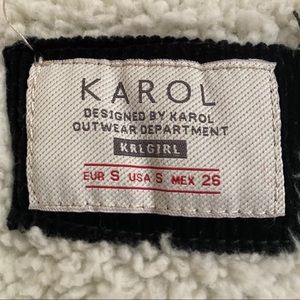 KAROL
DESIGNED BY KAROL
OUTWEAR DEPARTMENT
KRLGIRL
EUR S USA S MEX 26